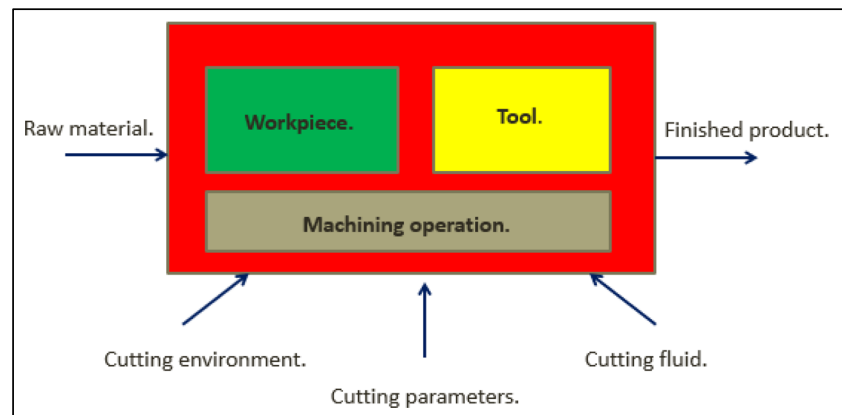 Workpiece.
Tool.
Raw material.
Finished product.
Machining operation.
Cutting environment.
Cutting fluid.
Cutting parameters.